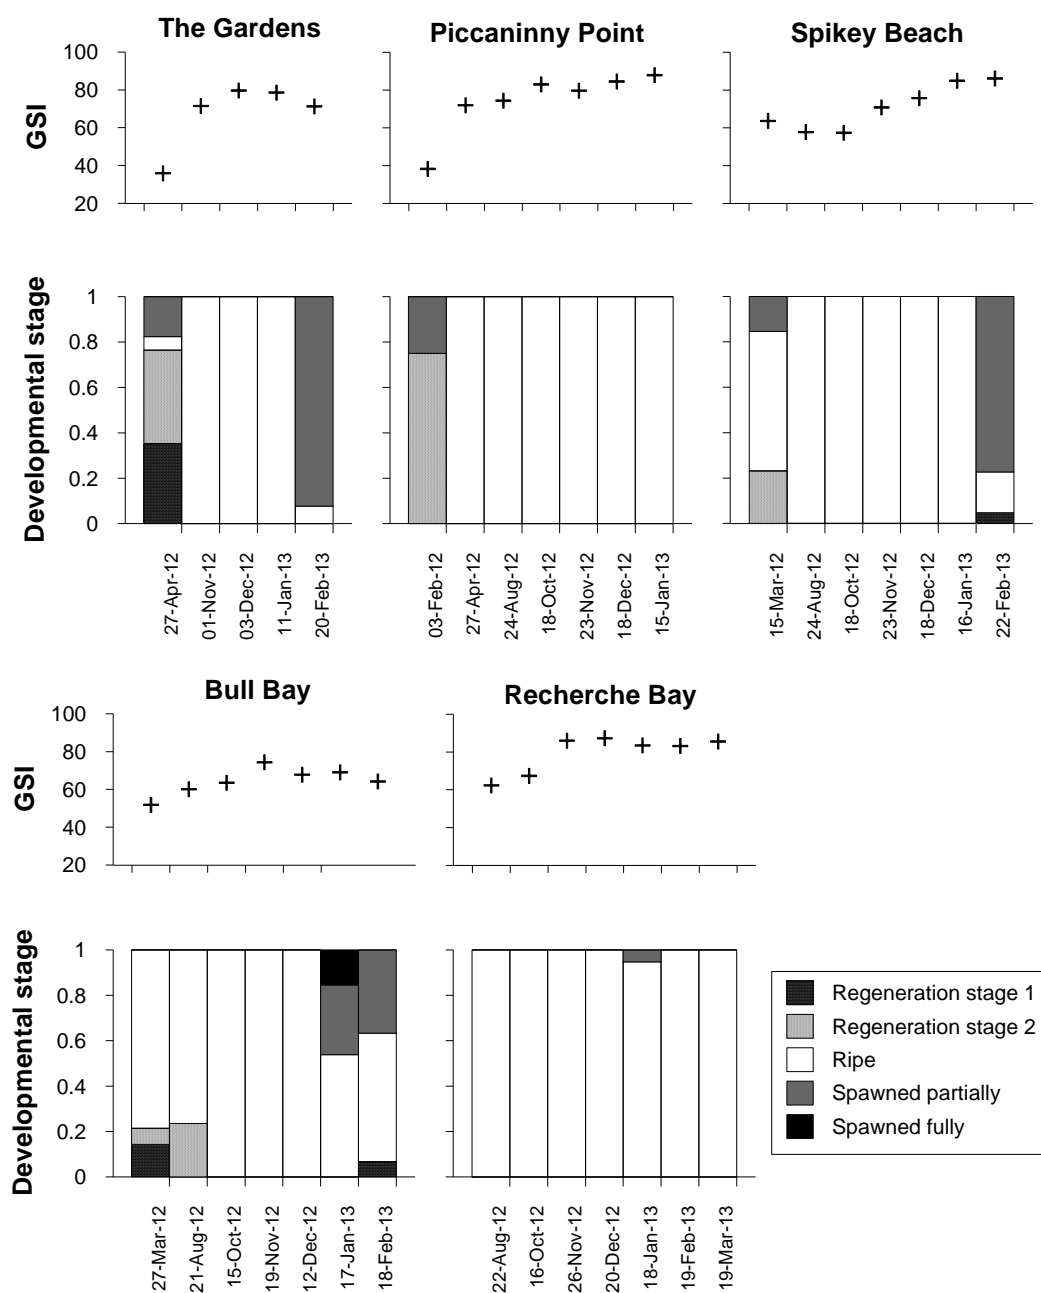 The Gardens
Piccaninny Point
Spikey Beach
GSI
100
80
60
40
20
Developmental stage
1
0.8
0.6
0.4
0.2
0
27-Apr-12
01-Nov-12
03-Dec-12
11-Jan-13
20-Feb-13
03-Feb-12
27-Apr-12
24-Aug-12
18-Oct-12
23-Nov-12
18-Dec-12
15-Jan-13
15-Mar-12
24-Aug-12
18-Oct-12
23-Nov-12
18-Dec-12
16-Jan-13
22-Feb-13
Bull Bay
Recherche Bay
GSI
100
80
60
40
20
Developmental stage
1
0.8
0.6
0.4
0.2
0
27-Mar-12
21-Aug-12
15-Oct-12
19-Nov-12
12-Dec-12
17-Jan-13
18-Feb-13
22-Aug-12
16-Oct-12
26-Nov-12
20-Dec-12
18-Jan-13
19-Feb-13
19-Mar-13
Regeneration stage 1
Regeneration stage 2
Ripe
Spawned partially
Spawned fully